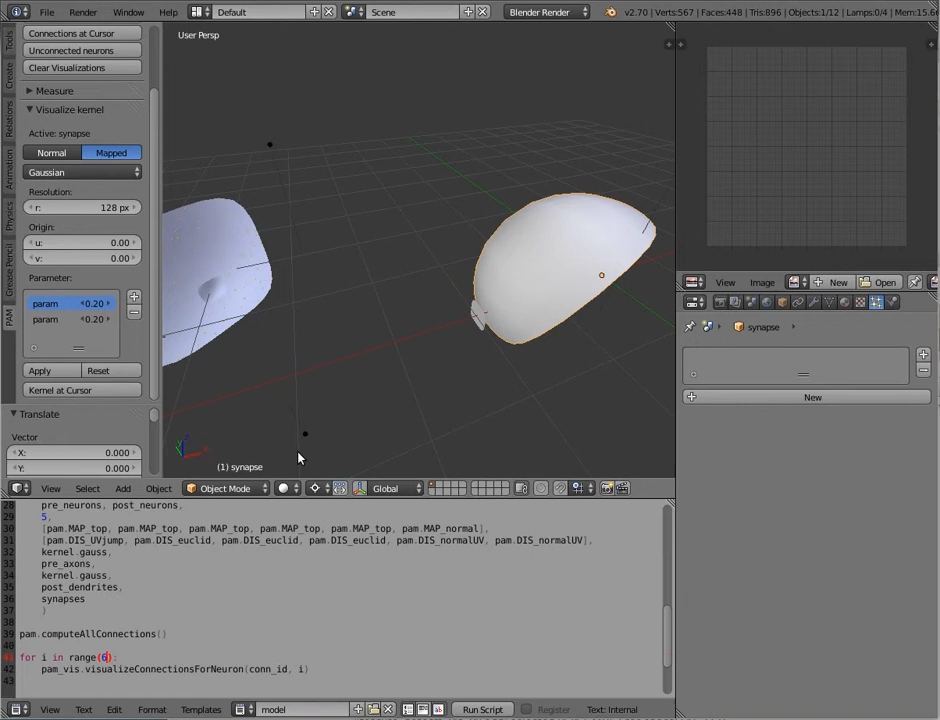 File Render Window Help Default Scene Blender Render v2.70 | Verts:567 | Faces:448 | Tris:896 | Objects:1/12 | Lamps:0/4 | Mem:15.6
Tools
Create
Relations
Animation
Physics
Grease Pencil
PAM
Connections at Cursor
Unconnected neurons
Clear Visualizations
Measure
Visualize kernel
Active: synapse
Normal Mapped
Gaussian
Resolution:
r: 128 px
Origin:
u: 0.00
v: 0.00
Parameter:
param 0.20
param 0.20
Apply Reset
Kernel at Cursor
Translate
Vector
X: 0.000
Y: 0.000
User Persp
(1) synapse
View Select Add Object Object Mode Global
View Image New Open
synapse
New
28 pre_neurons, post_neurons,
29 5,
30 [pam.MAP_top, pam.MAP_top, pam.MAP_top, pam.MAP_top, pam.MAP_top, pam.MAP_normal],
31 [pam.DIS_UVjump, pam.DIS_euclid, pam.DIS_euclid, pam.DIS_euclid, pam.DIS_normalUV, pam.DIS_normalUV],
32 kernel.gauss,
33 pre_axons,
34 kernel.gauss,
35 post_dendrites,
36 synapses
37 )
38
39 pam.computeAllConnections()
40
41 for i in range(6):
42 pam_vis.visualizeConnectionsForNeuron(conn_id, i)
43
View Text Edit Format Templates model Run Script Register Text: Internal